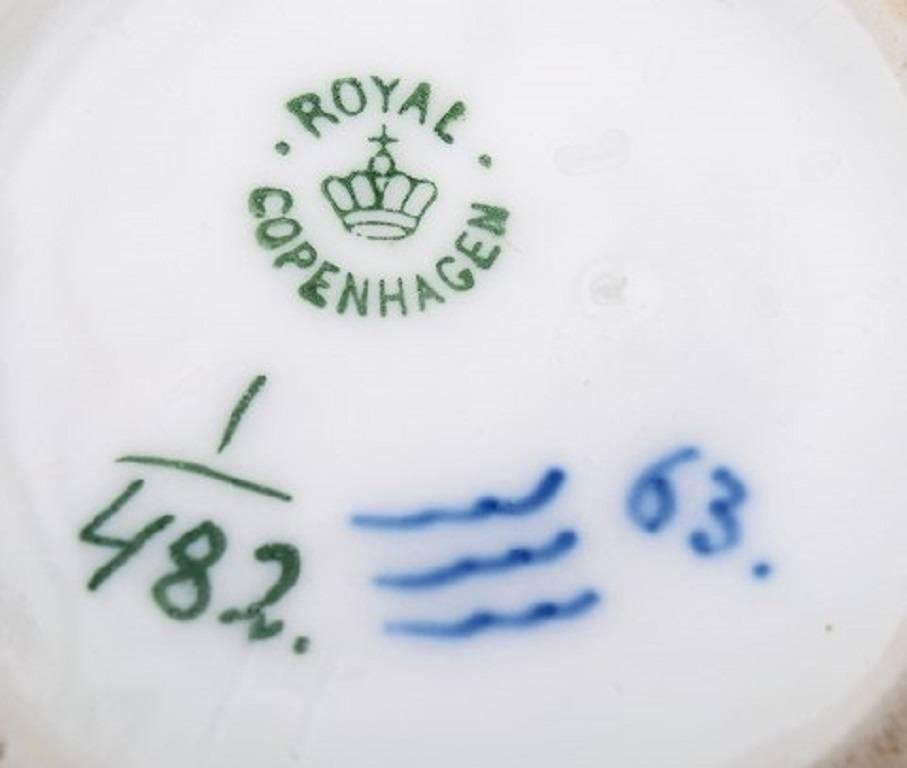 ROYAL
COPENHAGEN
1
482.
63.